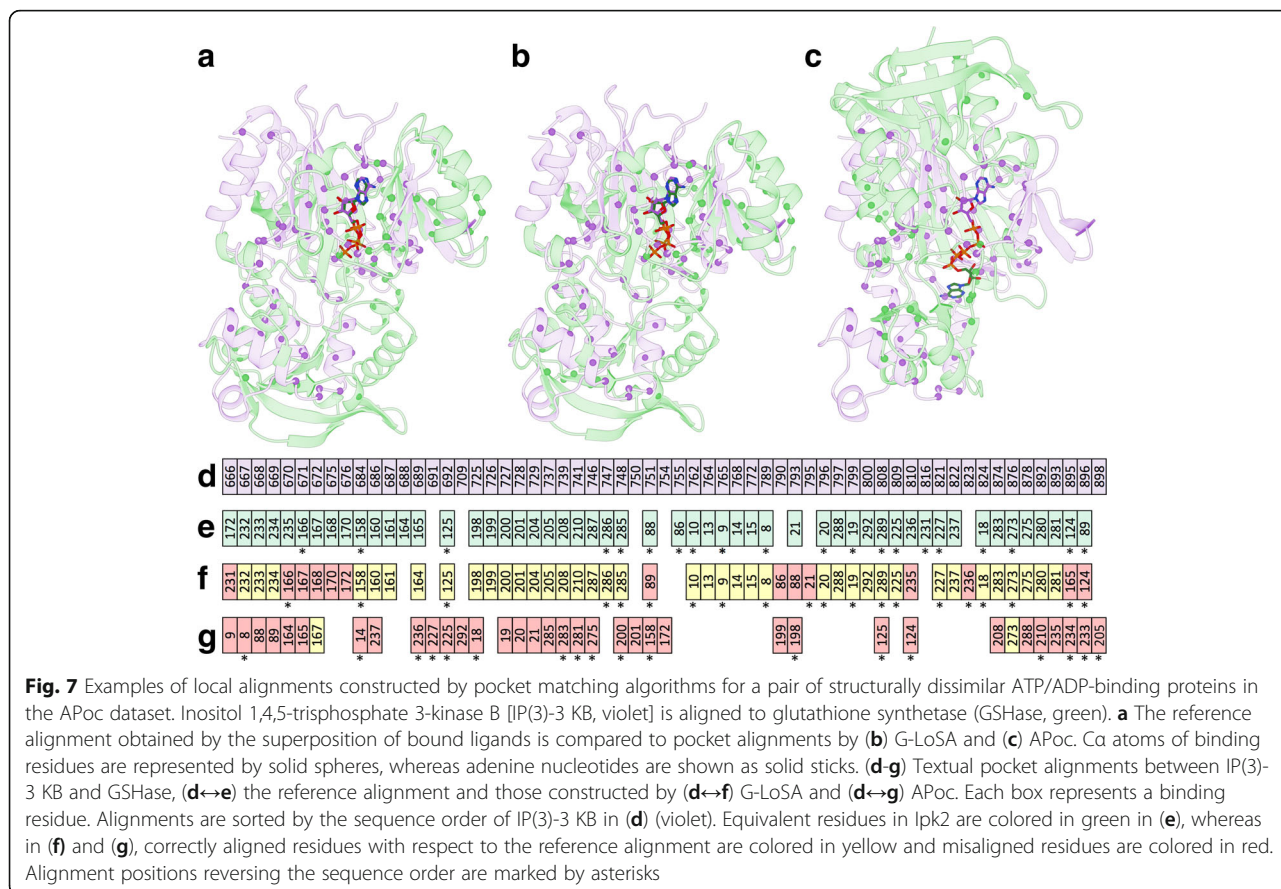 a b c
d 666 667 668 669 670 671 672 675 676 684 686 687 688 689 691 692 709 725 726 727 728 729 737 739 741 746 747 748 750 751 754 755 762 764 765 768 772 789 790 793 795 796 797 799 800 808 809 810 816 821 822 823 824 874 876 878 892 893 895 896 898
e 172 232 233 234 235 166 167 168 170 158 160 161 164 165 125 198 199 200 201 204 205 208 210 287 286 285 88 86 10 13 9 14 15 8 21 20 288 19 292 289 225 236 231 227 237 18 283 273 275 280 281 124 89
* * * * * * * * * * * * * * * * * * *
f 231 232 233 234 166 167 168 170 172 158 160 161 164 125 198 199 200 201 204 205 208 210 287 286 285 89 10 13 9 14 15 8 86 88 21 20 288 19 292 289 225 235 227 237 236 18 283 273 275 280 281 165 124
* * * * * * * * * * * * * * * * * * * *
g 9 8 88 89 164 165 167 14 237 236 227 225 292 18 19 20 21 285 283 281 275 200 201 158 172 199 198 125 124 208 273 288 210 235 234 233 205
* * * * * * * * * * * * * * * * * * *
Fig. 7 Examples of local alignments constructed by pocket matching algorithms for a pair of structurally dissimilar ATP/ADP-binding proteins in
the APoc dataset. Inositol 1,4,5-trisphosphate 3-kinase B [IP(3)-3 KB, violet] is aligned to glutathione synthetase (GSHase, green). a The reference
alignment obtained by the superposition of bound ligands is compared to pocket alignments by (b) G-LoSA and (c) APoc. Cα atoms of binding
residues are represented by solid spheres, whereas adenine nucleotides are shown as solid sticks. (d-g) Textual pocket alignments between IP(3)-
3 KB and GSHase, (d↔e) the reference alignment and those constructed by (d↔f) G-LoSA and (d↔g) APoc. Each box represents a binding
residue. Alignments are sorted by the sequence order of IP(3)-3 KB in (d) (violet). Equivalent residues in Ipk2 are colored in green in (e), whereas
in (f) and (g), correctly aligned residues with respect to the reference alignment are colored in yellow and misaligned residues are colored in red.
Alignment positions reversing the sequence order are marked by asterisks